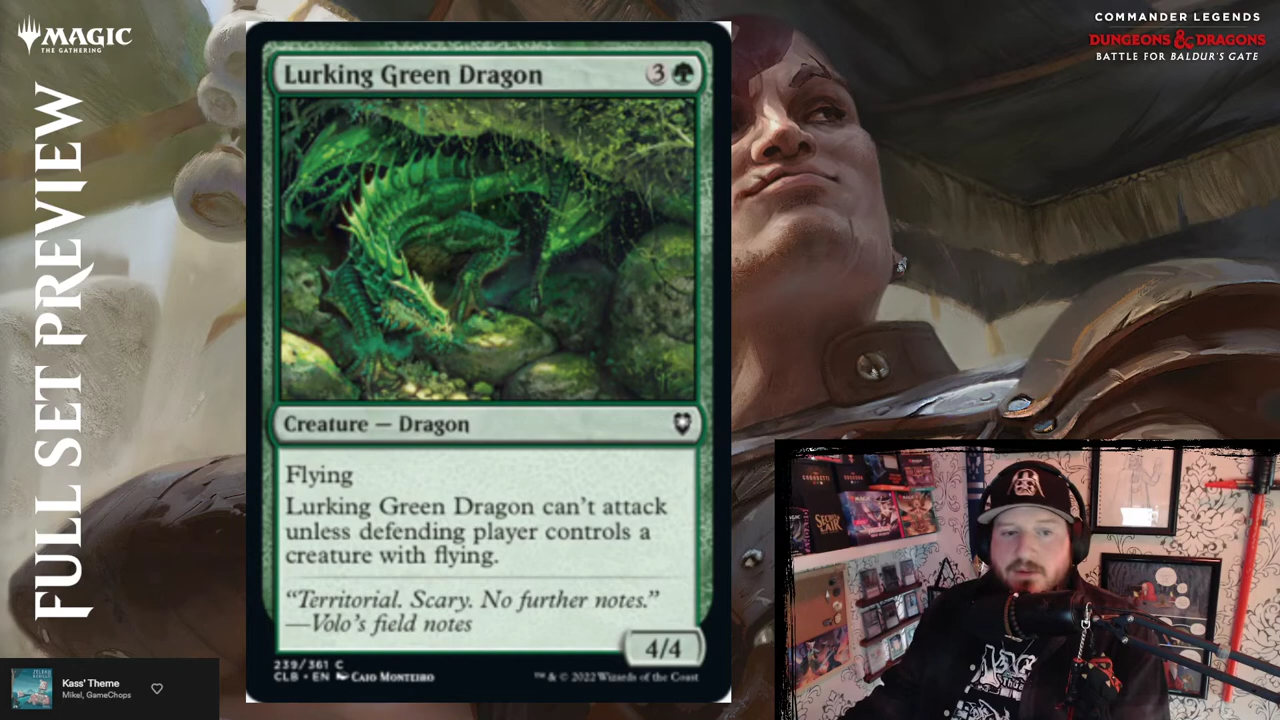 MAGIC
THE GATHERING
FULL SET PREVIEW
COMMANDER LEGENDS
DUNGEONS & DRAGONS
BATTLE FOR BALDUR'S GATE
Lurking Green Dragon 3
Creature — Dragon
Flying
Lurking Green Dragon can't attack
unless defending player controls a
creature with flying.
"Territorial. Scary. No further notes."
—Volo's field notes
4/4
239/361 C
CLB • EN CAIO MONTEIRO
™ & © 2022 Wizards of the Coast
Kass' Theme
Mikel, GameChops
SECRET
LAIR